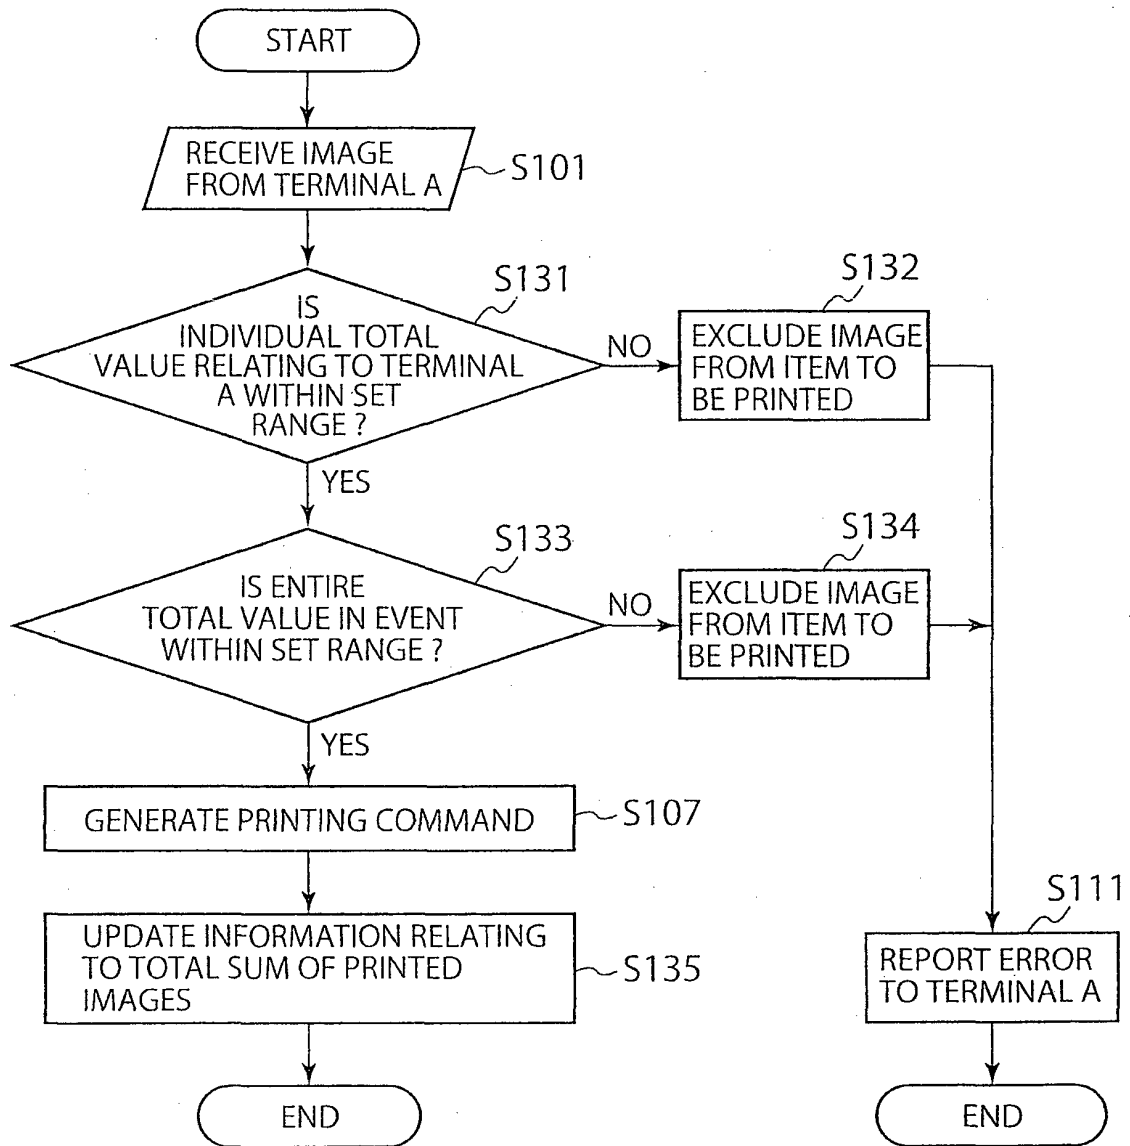 START
RECEIVE IMAGE
FROM TERMINAL A
S101
S131
IS
INDIVIDUAL TOTAL
VALUE RELATING TO TERMINAL
A WITHIN SET
RANGE ?
NO
S132
EXCLUDE IMAGE
FROM ITEM TO
BE PRINTED
YES
S133
IS ENTIRE
TOTAL VALUE IN EVENT
WITHIN SET RANGE ?
NO
S134
EXCLUDE IMAGE
FROM ITEM TO
BE PRINTED
YES
GENERATE PRINTING COMMAND
S107
UPDATE INFORMATION RELATING
TO TOTAL SUM OF PRINTED
IMAGES
S135
S111
REPORT ERROR
TO TERMINAL A
END
END